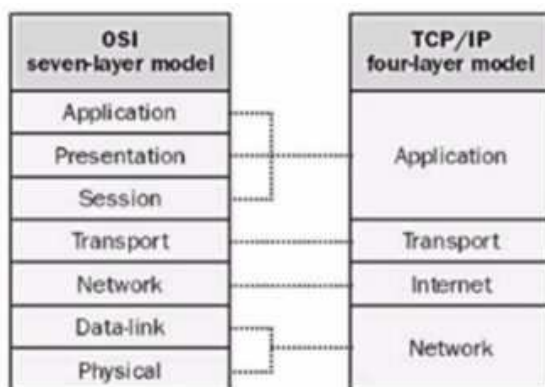 OSI
seven-layer model
Application
Presentation
Session
Transport
Network
Data-link
Physical
TCP/IP
four-layer model
Application
Transport
Internet
Network